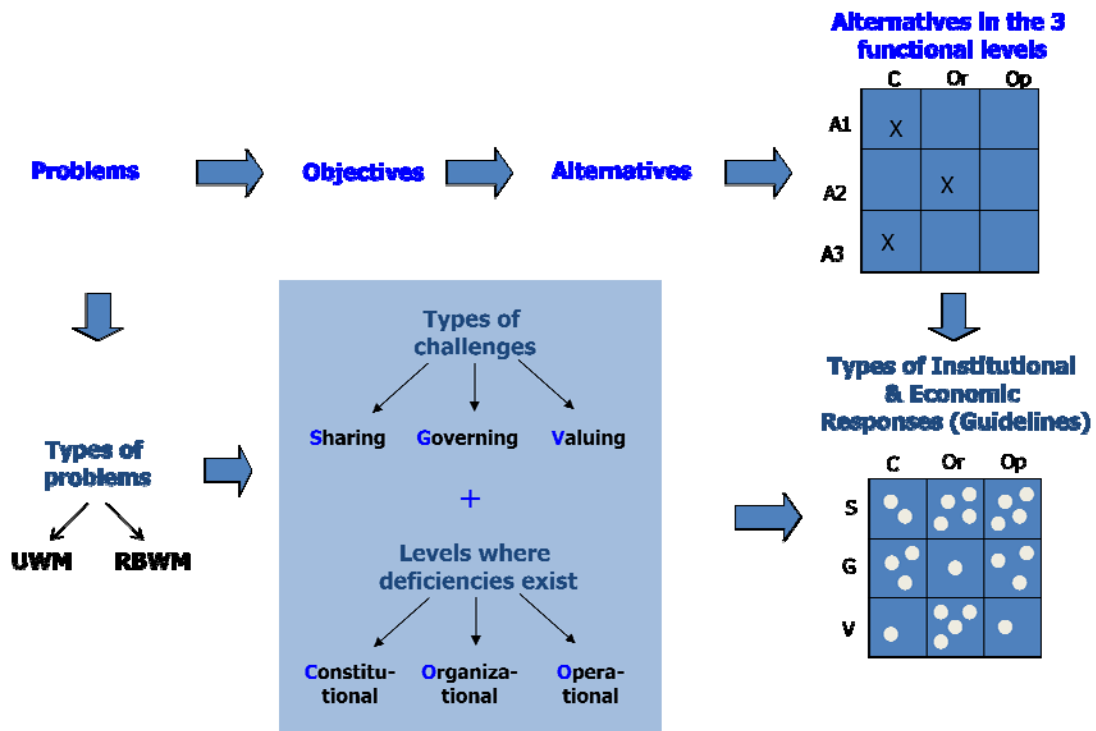 Alternatives in the 3
functional levels
C Or Op
A1 X
Problems Objectives Alternatives
A2 X
A3 X
Types of
challenges
Sharing Governing Valuing
+
Levels where
deficiencies exist
Constitu-
tional
Organiza-
tional
Opera-
tional
Types of
problems
UWM RBWM
Types of Institutional
& Economic
Responses (Guidelines)
C Or Op
S
G
V